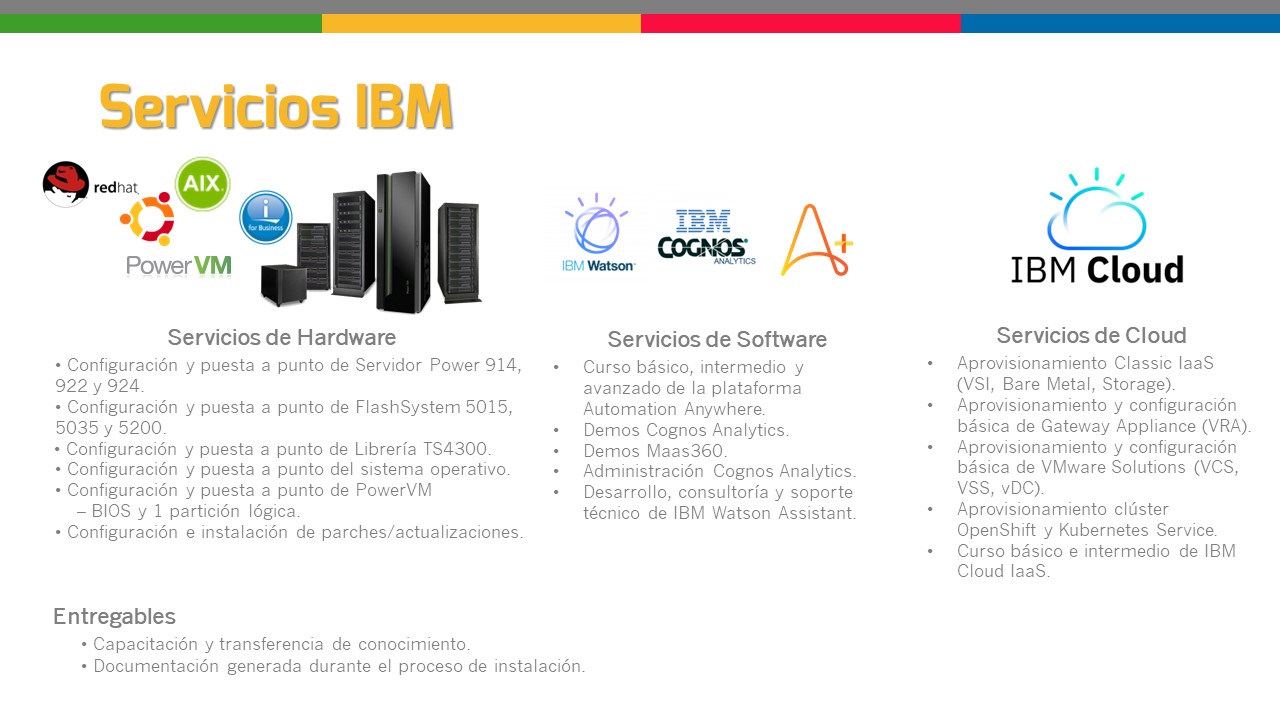 Servicios IBM
redhat
AIX
i
for Business
PowerVM
IBM Watson
IBM
COGNOS
ANALYTICS
A+
IBM Cloud
Servicios de Hardware
• Configuración y puesta a punto de Servidor Power 914,
922 y 924.
• Configuración y puesta a punto de FlashSystem 5015,
5035 y 5200.
• Configuración y puesta a punto de Librería TS4300.
• Configuración y puesta a punto del sistema operativo.
• Configuración y puesta a punto de PowerVM
– BIOS y 1 partición lógica.
• Configuración e instalación de parches/actualizaciones.
Servicios de Software
• Curso básico, intermedio y
avanzado de la plataforma
Automation Anywhere.
• Demos Cognos Analytics.
• Demos Maas360.
• Administración Cognos Analytics.
• Desarrollo, consultoría y soporte
técnico de IBM Watson Assistant.
Servicios de Cloud
• Aprovisionamiento Classic IaaS
(VSI, Bare Metal, Storage).
• Aprovisionamiento y configuración
básica de Gateway Appliance (VRA).
• Aprovisionamiento y configuración
básica de VMware Solutions (VCS,
VSS, vDC).
• Aprovisionamiento clúster
OpenShift y Kubernetes Service.
• Curso básico e intermedio de IBM
Cloud IaaS.
Entregables
• Capacitación y transferencia de conocimiento.
• Documentación generada durante el proceso de instalación.